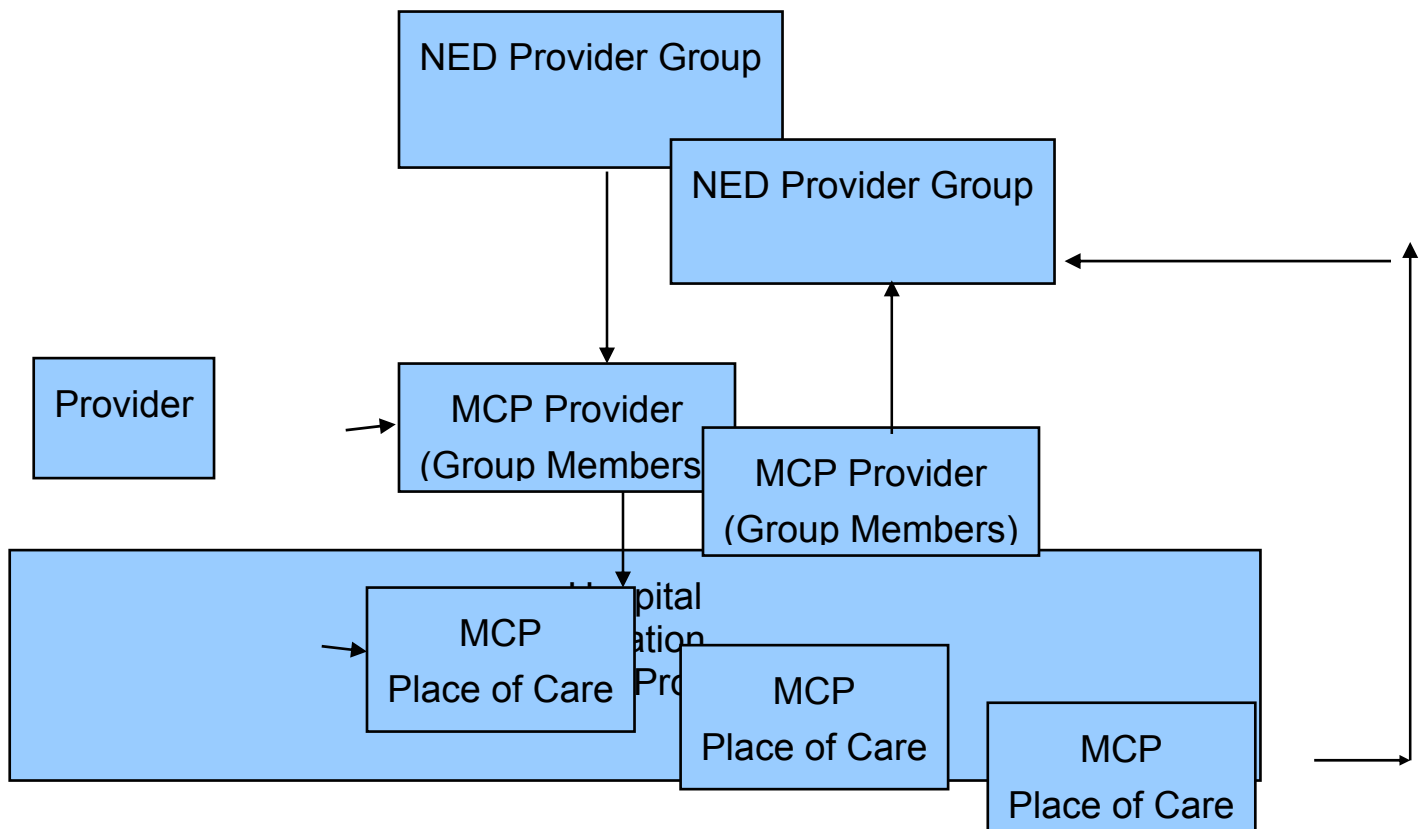 NED Provider Group
NED Provider Group
Provider
MCP Provider
(Group Members
MCP Provider
(Group Members)
MCP
Place of Care
MCP
Place of Care
MCP
Place of Care